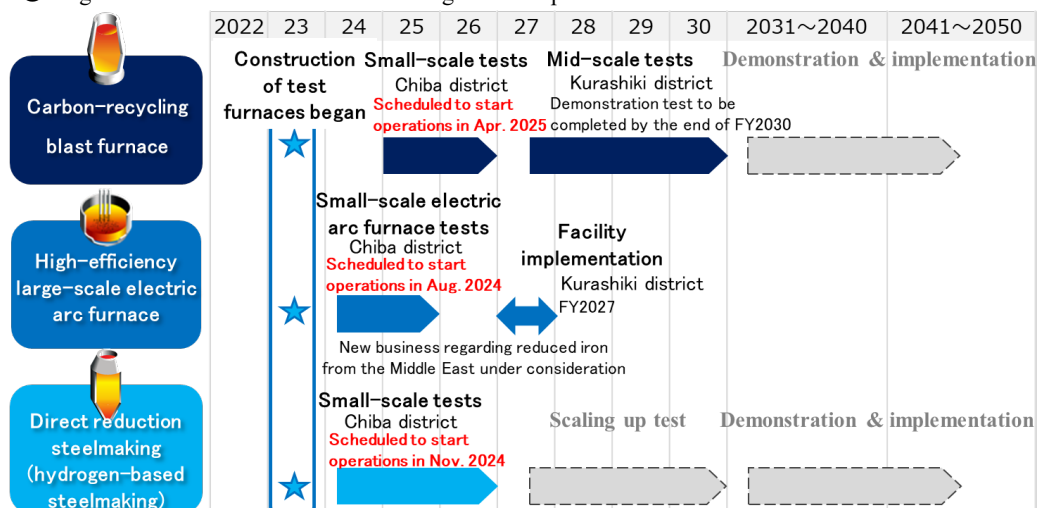 2022 23 24 25 26 27 28 29 30 2031～2040 2041～2050
Carbon-recycling
blast furnace
Construction
of test
furnaces began
Small-scale tests
Chiba district
Scheduled to start
operations in Apr. 2025
Mid-scale tests
Kurashiki district
Demonstration test to be
completed by the end of FY2030
Demonstration & implementation
High-efficiency
large-scale electric
arc furnace
Small-scale electric
arc furnace tests
Chiba district
Scheduled to start
operations in Aug. 2024
Facility
implementation
Kurashiki district
FY2027
New business regarding reduced iron
from the Middle East under consideration
Direct reduction
steelmaking
(hydrogen-based
steelmaking)
Small-scale tests
Chiba district
Scheduled to start
operations in Nov. 2024
Scaling up test
Demonstration & implementation